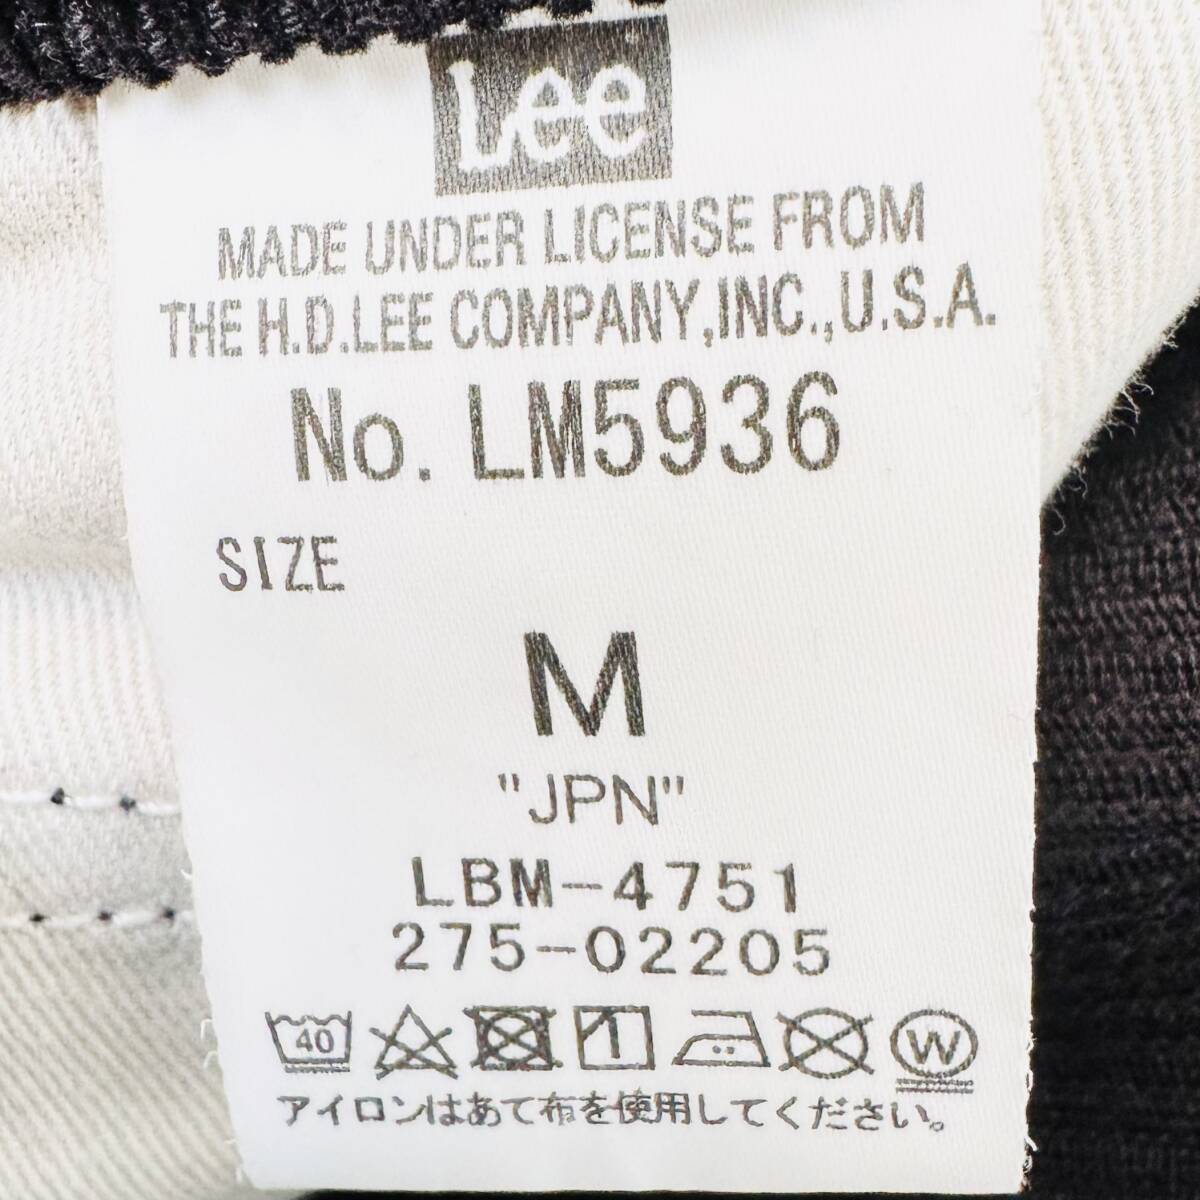 Lee
MADE UNDER LICENSE FROM
THE H.D.LEE COMPANY,INC.,U.S.A.
No. LM5936
SIZE
M
"JPN"
LBM-4751
275-02205
40 W
アイロンはあて布を使用してください。